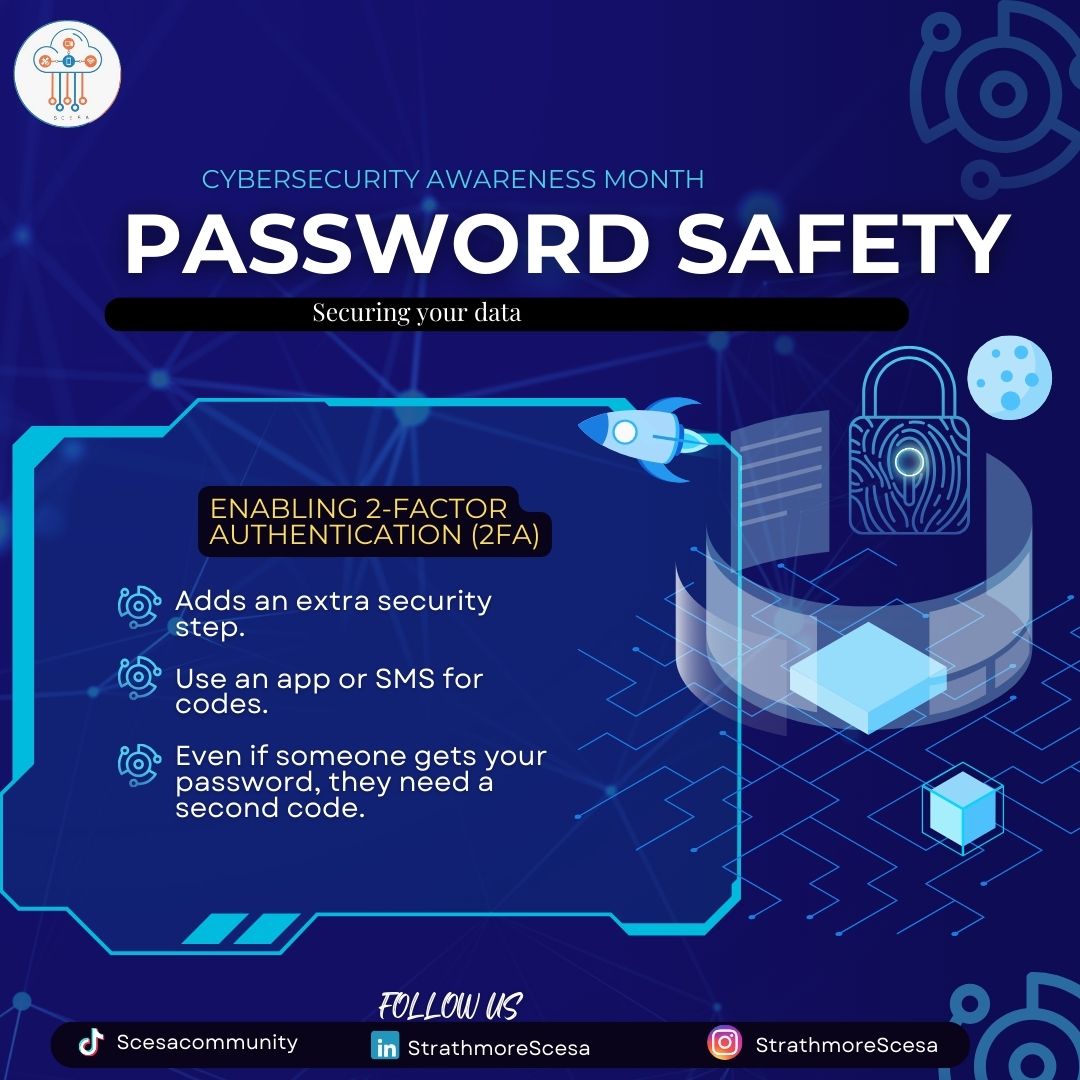 SCESA
CYBERSECURITY AWARENESS MONTH
PASSWORD SAFETY
Securing your data
ENABLING 2-FACTOR
AUTHENTICATION (2FA)
Adds an extra security
step.
Use an app or SMS for
codes.
Even if someone gets your
password, they need a
second code.
FOLLOW US
Scesacommunity
StrathmoreScesa
StrathmoreScesa